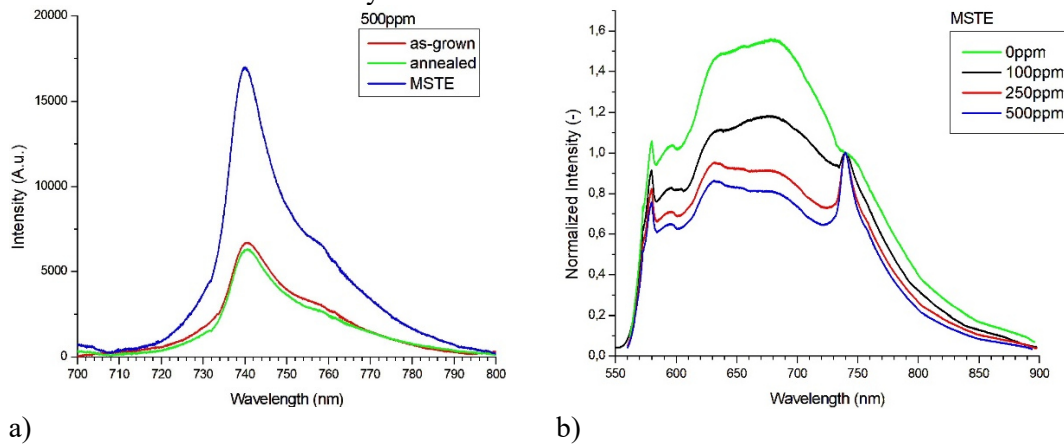 500ppm
as-grown
annealed
MSTE
20000
15000
10000
5000
0
Intensity (A.u.)
700 710 720 730 740 750 760 770 780 790 800
Wavelength (nm)
a)
MSTE
0ppm
100ppm
250ppm
500ppm
1,6
1,4
1,2
1,0
0,8
0,6
0,4
0,2
0,0
Normalized Intensity (-)
550 600 650 700 750 800 850 900
Wavelength (nm)
b)